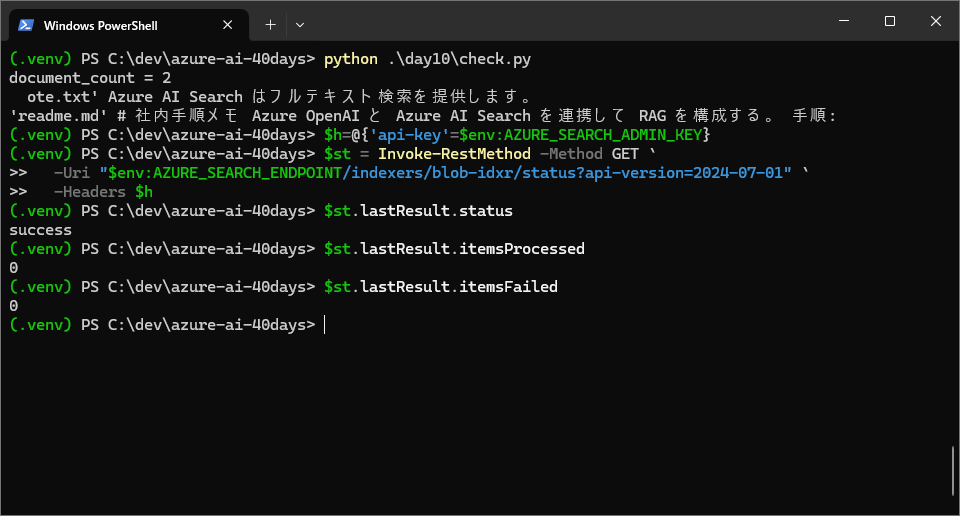 Windows PowerShell
(.venv) PS C:\dev\azure-ai-40days> python .\day10\check.py
document_count = 2
  ote.txt' Azure AI Search はフルテキスト検索を提供します。
'readme.md' # 社内手順メモ Azure OpenAI と Azure AI Search を連携して RAG を構成する。 手順:
(.venv) PS C:\dev\azure-ai-40days> $h=@{'api-key'=$env:AZURE_SEARCH_ADMIN_KEY}
(.venv) PS C:\dev\azure-ai-40days> $st = Invoke-RestMethod -Method GET `
>>   -Uri "$env:AZURE_SEARCH_ENDPOINT/indexers/blob-idxr/status?api-version=2024-07-01" `
>>   -Headers $h
(.venv) PS C:\dev\azure-ai-40days> $st.lastResult.status
success
(.venv) PS C:\dev\azure-ai-40days> $st.lastResult.itemsProcessed
0
(.venv) PS C:\dev\azure-ai-40days> $st.lastResult.itemsFailed
0
(.venv) PS C:\dev\azure-ai-40days>